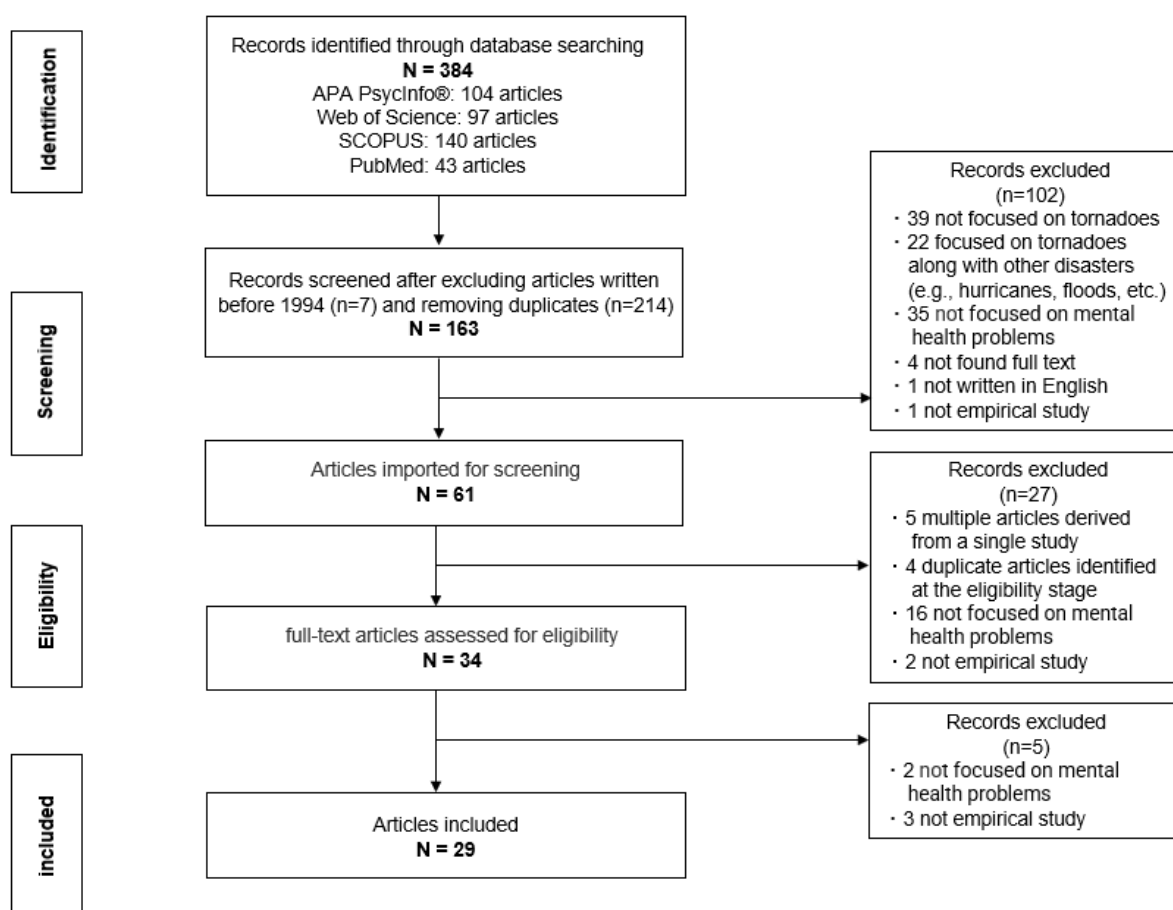 Identification
Records identified through database searching
N = 384
APA PsycInfo®: 104 articles
Web of Science: 97 articles
SCOPUS: 140 articles
PubMed: 43 articles
Screening
Records screened after excluding articles written
before 1994 (n=7) and removing duplicates (n=214)
N = 163
Records excluded
(n=102)
· 39 not focused on tornadoes
· 22 focused on tornadoes
along with other disasters
(e.g., hurricanes, floods, etc.)
· 35 not focused on mental
health problems
· 4 not found full text
· 1 not written in English
· 1 not empirical study
Articles imported for screening
N = 61
Eligibility
Records excluded
(n=27)
· 5 multiple articles derived
from a single study
· 4 duplicate articles identified
at the eligibility stage
· 16 not focused on mental
health problems
· 2 not empirical study
full-text articles assessed for eligibility
N = 34
included
Records excluded
(n=5)
· 2 not focused on mental
health problems
· 3 not empirical study
Articles included
N = 29